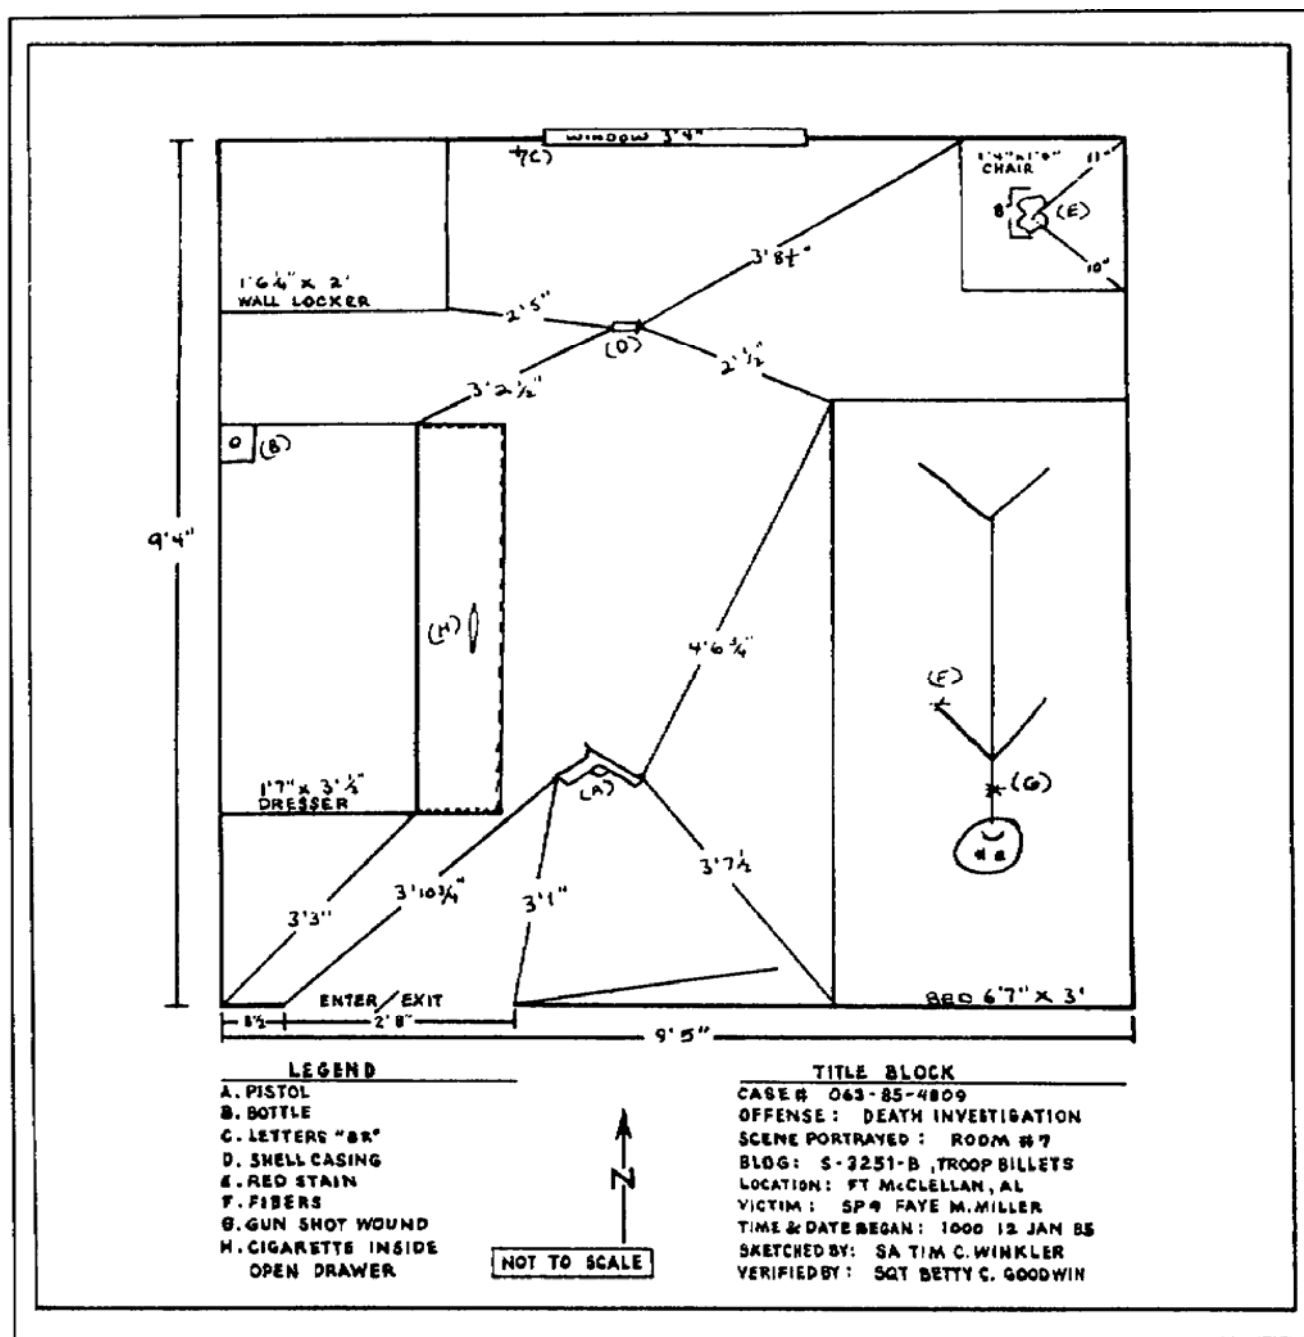 WINDOW 3'4"
(C)
CHAIR
11"
8"
(E)
10"
3'8½"
1'6¼" x 2'
WALL LOCKER
2'5"
(D)
2'½"
3'2½"
(B)
9'4"
(H)
4'6¾"
(F)
1'7" x 3'½"
DRESSER
(A)
(G)
3'10¾"
3'1"
3'7½
3'3"
ENTER/EXIT
BED 6'7" x 3'
8½
2'8"
9'5"
LEGEND
A. PISTOL
B. BOTTLE
C. LETTERS "BR"
D. SHELL CASING
E. RED STAIN
F. FIBERS
G. GUN SHOT WOUND
H. CIGARETTE INSIDE
OPEN DRAWER
N
NOT TO SCALE
TITLE BLOCK
CASE# 063-85-4809
OFFENSE: DEATH INVESTIGATION
SCENE PORTRAYED: ROOM #7
BLDG: S-3251-B, TROOP BILLETS
LOCATION: FT McCLELLAN, AL
VICTIM: SP4 FAYE M. MILLER
TIME & DATE BEGAN: 1000 12 JAN 85
SKETCHED BY: SA TIM C. WINKLER
VERIFIED BY: SGT BETTY C. GOODWIN